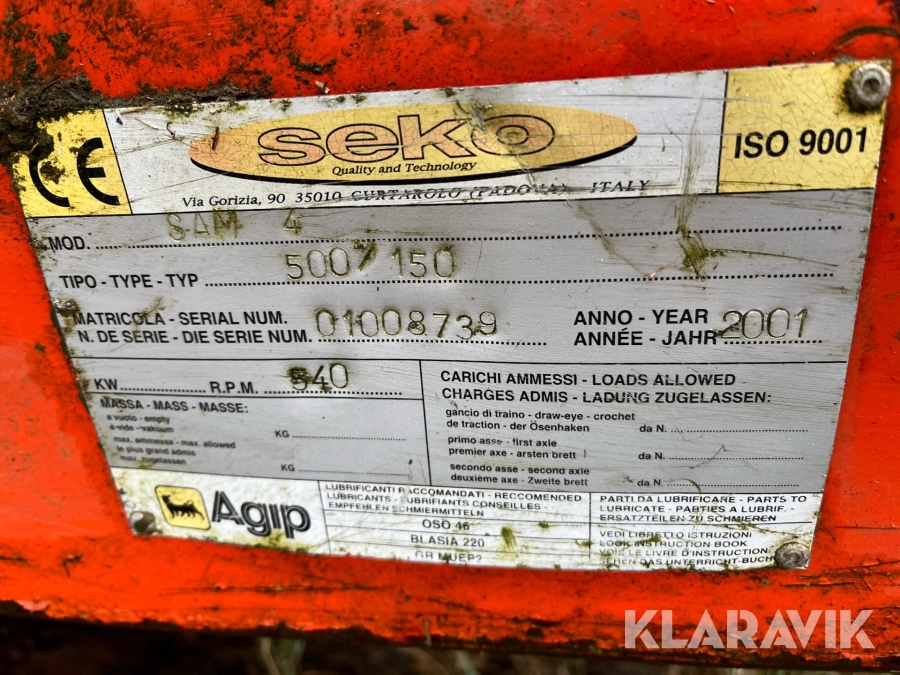 CE
seko
Quality and Technology
ISO 9001
Via Gorizia, 90 35010 CURTAROLO (PADOVA) - ITALY
MOD. SAM 4
TIPO - TYPE - TYP 500/150
MATRICOLA - SERIAL NUM. 01008739
N. DE SÉRIE - DIE SERIE NUM.
ANNO - YEAR 2001
ANNÉE - JAHR
KW R.P.M. 540
MASSA - MASS - MASSE:
a vuoto - empty
à vide - vakuum
KG
max. ammessa - max. allowed
le plus grand admis
max. zugelassen
KG
CARICHI AMMESSI - LOADS ALLOWED
CHARGES ADMIS - LADUNG ZUGELASSEN:
gancio di traino - draw-eye - crochet
de traction - der Ösenhaken da N.
primo asse - first axle
premier axe - arsten brett da N.
secondo asse - second axle
deuxième axe - Zweite brett da N.
Agip
LUBRIFICANTI RACCOMANDATI - RECCOMENDED
LUBRICANTS - LUBRIFIANTS CONSEILLES -
EMPFEHLEN SCHMIERMITTELN
OSO 46
BLASIA 220
GR MUEP2
PARTI DA LUBRIFICARE - PARTS TO
LUBRICATE - PARTIES A LUBRIF. -
ERSATZTEILEN ZU SCHMIEREN
VEDI LIBRETTO ISTRUZIONI
LOOK INSTRUCTION BOOK
VOIR LE LIVRE D'INSTRUCTION
SEHEN DAS UNTERRICHT-BUCH
KLARAVIK